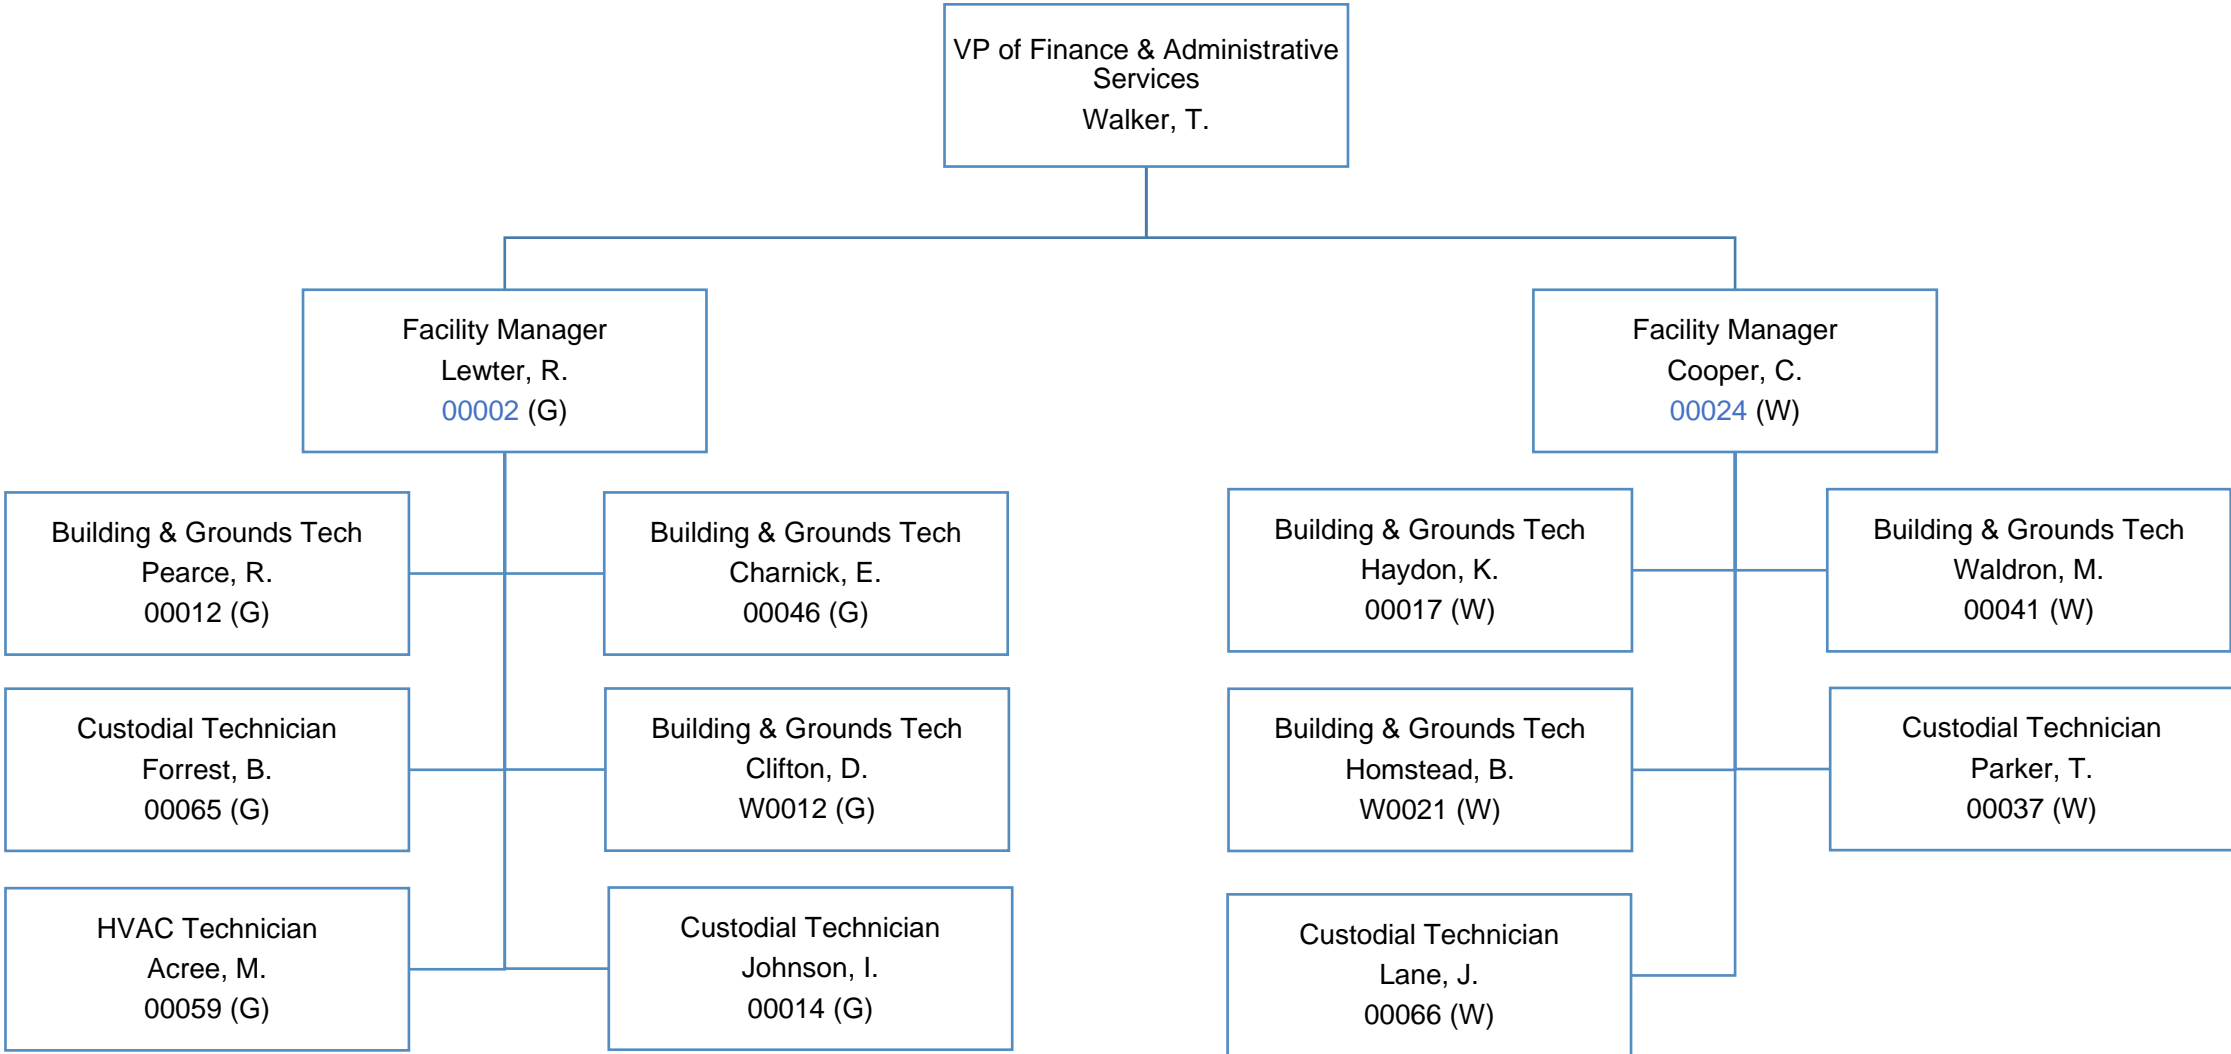 VP of Finance & Administrative
Services
Walker, T.
Facility Manager
Lewter, R.
00002 (G)
Facility Manager
Cooper, C.
00024 (W)
Building & Grounds Tech
Pearce, R.
00012 (G)
Building & Grounds Tech
Charnick, E.
00046 (G)
Building & Grounds Tech
Haydon, K.
00017 (W)
Building & Grounds Tech
Waldron, M.
00041 (W)
Custodial Technician
Forrest, B.
00065 (G)
Building & Grounds Tech
Clifton, D.
W0012 (G)
Building & Grounds Tech
Homstead, B.
W0021 (W)
Custodial Technician
Parker, T.
00037 (W)
HVAC Technician
Acree, M.
00059 (G)
Custodial Technician
Johnson, I.
00014 (G)
Custodial Technician
Lane, J.
00066 (W)